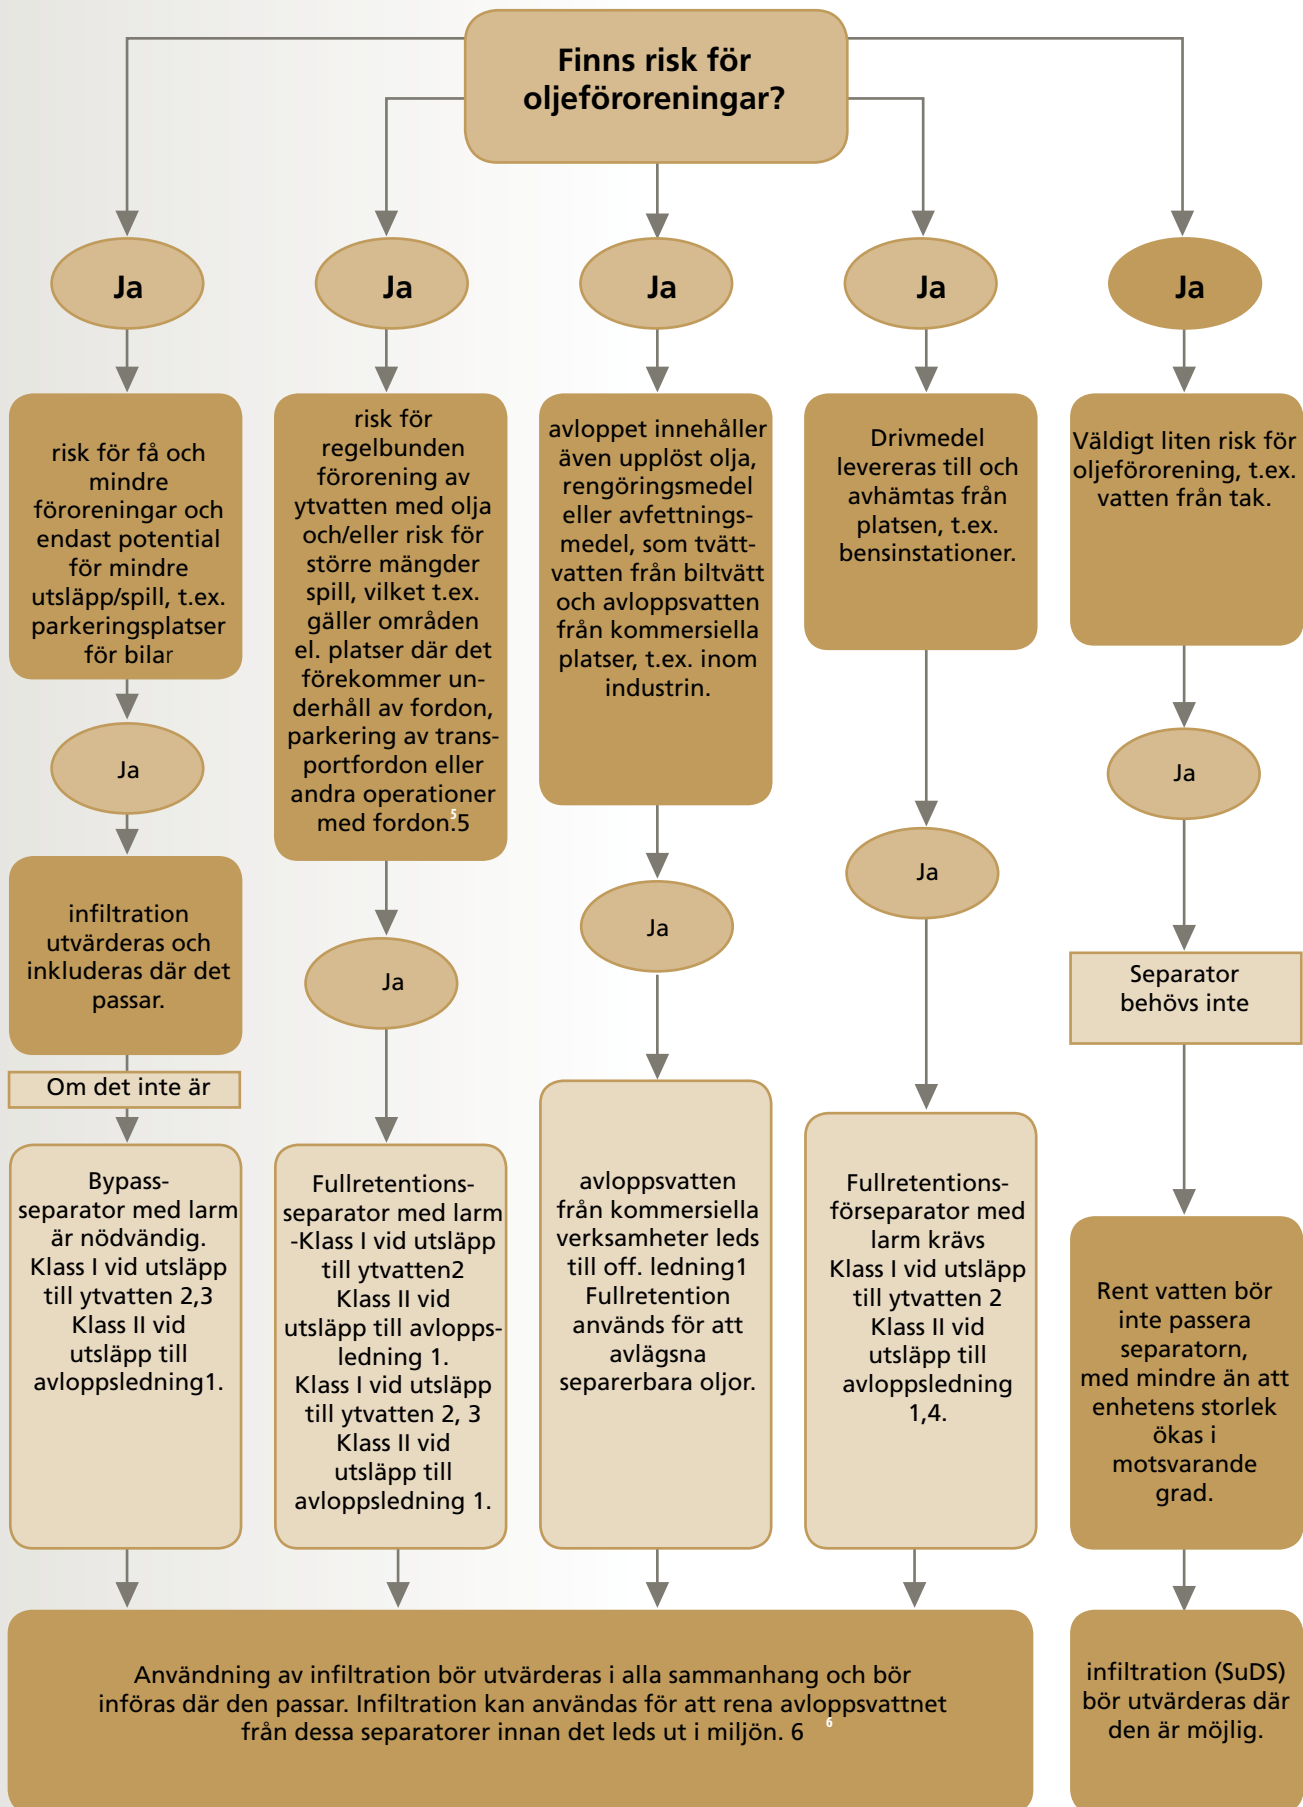 Finns risk för
oljeföroreningar?
Ja
Ja
Ja
Ja
Ja
risk för få och
mindre
föroreningar och
endast potential
för mindre
utsläpp/spill, t.ex.
parkeringsplatser
för bilar
Ja
infiltration
utvärderas och
inkluderas där det
passar.
Om det inte är
Bypass-
separator med larm
är nödvändig.
Klass I vid utsläpp
till ytvatten 2,3
Klass II vid
utsläpp till
avloppsledning1.
risk för
regelbunden
förorening av
ytvatten med olja
och/eller risk för
större mängder
spill, vilket t.ex.
gäller områden
el. platser där det
förekommer un-
derhåll av fordon,
parkering av trans-
portfordon eller
andra operationer
med fordon.⁵5
Ja
Fullretentions-
separator med larm
-Klass I vid utsläpp
till ytvatten2
Klass II vid
utsläpp till avlopps-
ledning 1.
Klass I vid utsläpp
till ytvatten 2, 3
Klass II vid
utsläpp till
avloppsledning 1.
avloppet innehåller
även upplöst olja,
rengöringsmedel
eller avfettnings-
medel, som tvätt-
vatten från biltvätt
och avloppsvatten
från kommersiella
platser, t.ex. inom
industrin.
Ja
avloppsvatten
från kommersiella
verksamheter leds
till off. ledning1
Fullretention
används för att
avlägsna
separerbara oljor.
Drivmedel
levereras till och
avhämtas från
platsen, t.ex.
bensinstationer.
Ja
Fullretentions-
förseparator med
larm krävs
Klass I vid utsläpp
till ytvatten 2
Klass II vid
utsläpp till
avloppsledning
1,4.
Väldigt liten risk för
oljeförorening, t.ex.
vatten från tak.
Ja
Separator
behövs inte
Rent vatten bör
inte passera
separatorn,
med mindre än att
enhetens storlek
ökas i
motsvarande
grad.
Användning av infiltration bör utvärderas i alla sammanhang och bör
införas där den passar. Infiltration kan användas för att rena avloppsvattnet
från dessa separatorer innan det leds ut i miljön. 6 ⁶
infiltration (SuDS)
bör utvärderas där
den är möjlig.